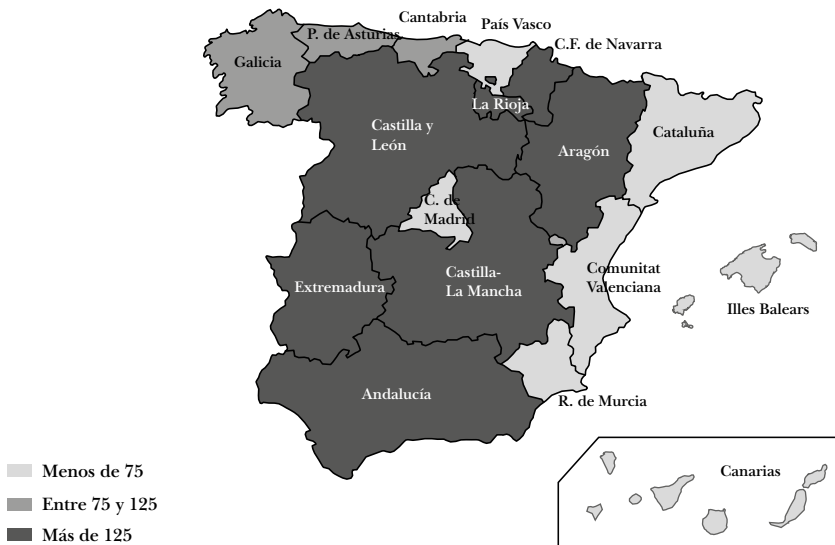 Cantabria
País Vasco
P. de Asturias
C.F. de Navarra
Galicia
La Rioja
Castilla y
León
Cataluña
Aragón
C. de
Madrid
Castilla-
La Mancha
Comunitat
Valenciana
Extremadura
Illes Balears
Andalucía
R. de Murcia
Canarias
Menos de 75
Entre 75 y 125
Más de 125